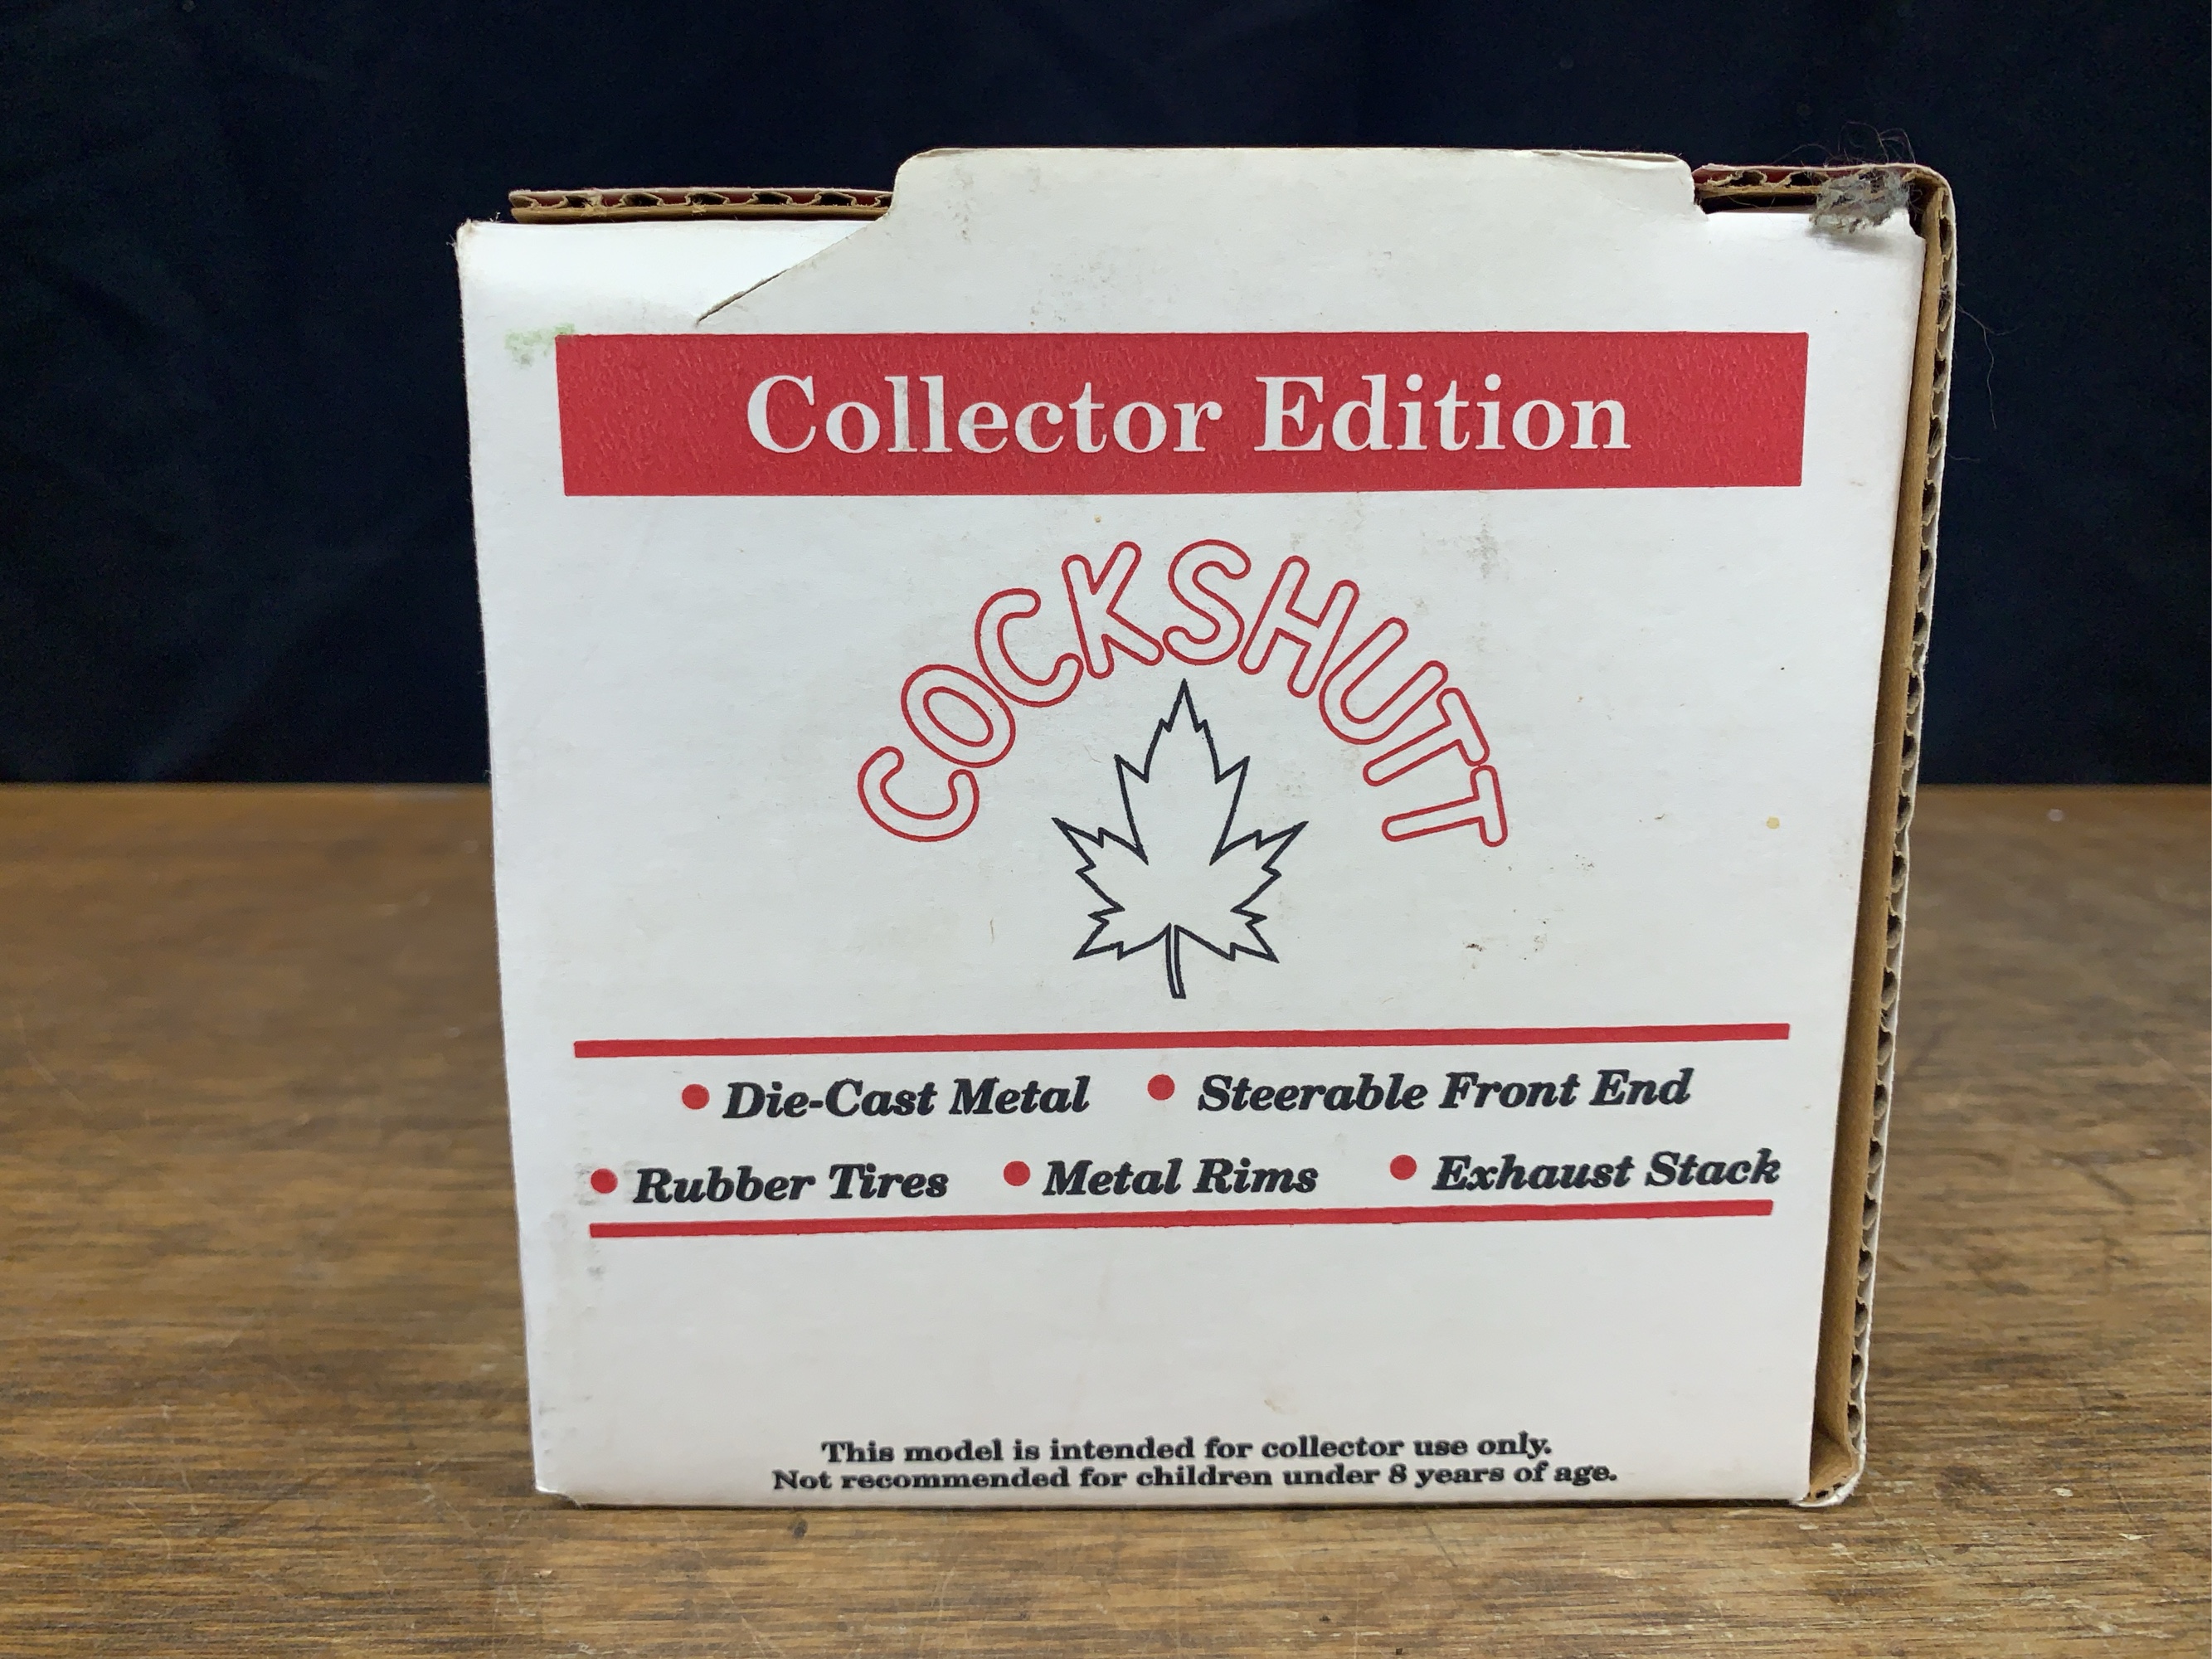 Collector Edition
COCKSHUTT
• Die-Cast Metal • Steerable Front End
• Rubber Tires • Metal Rims • Exhaust Stack
This model is intended for collector use only.
Not recommended for children under 8 years of age.